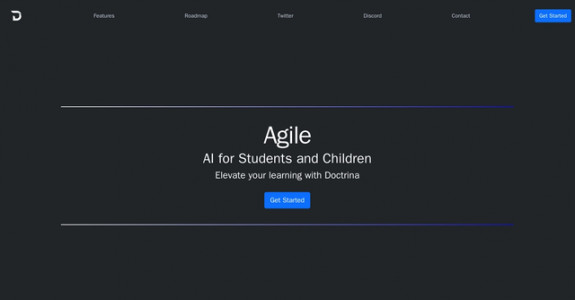 Features Roadmap Twitter Discord Contact Get Started
Agile
AI for Students and Children
Elevate your learning with Doctrina
Get Started